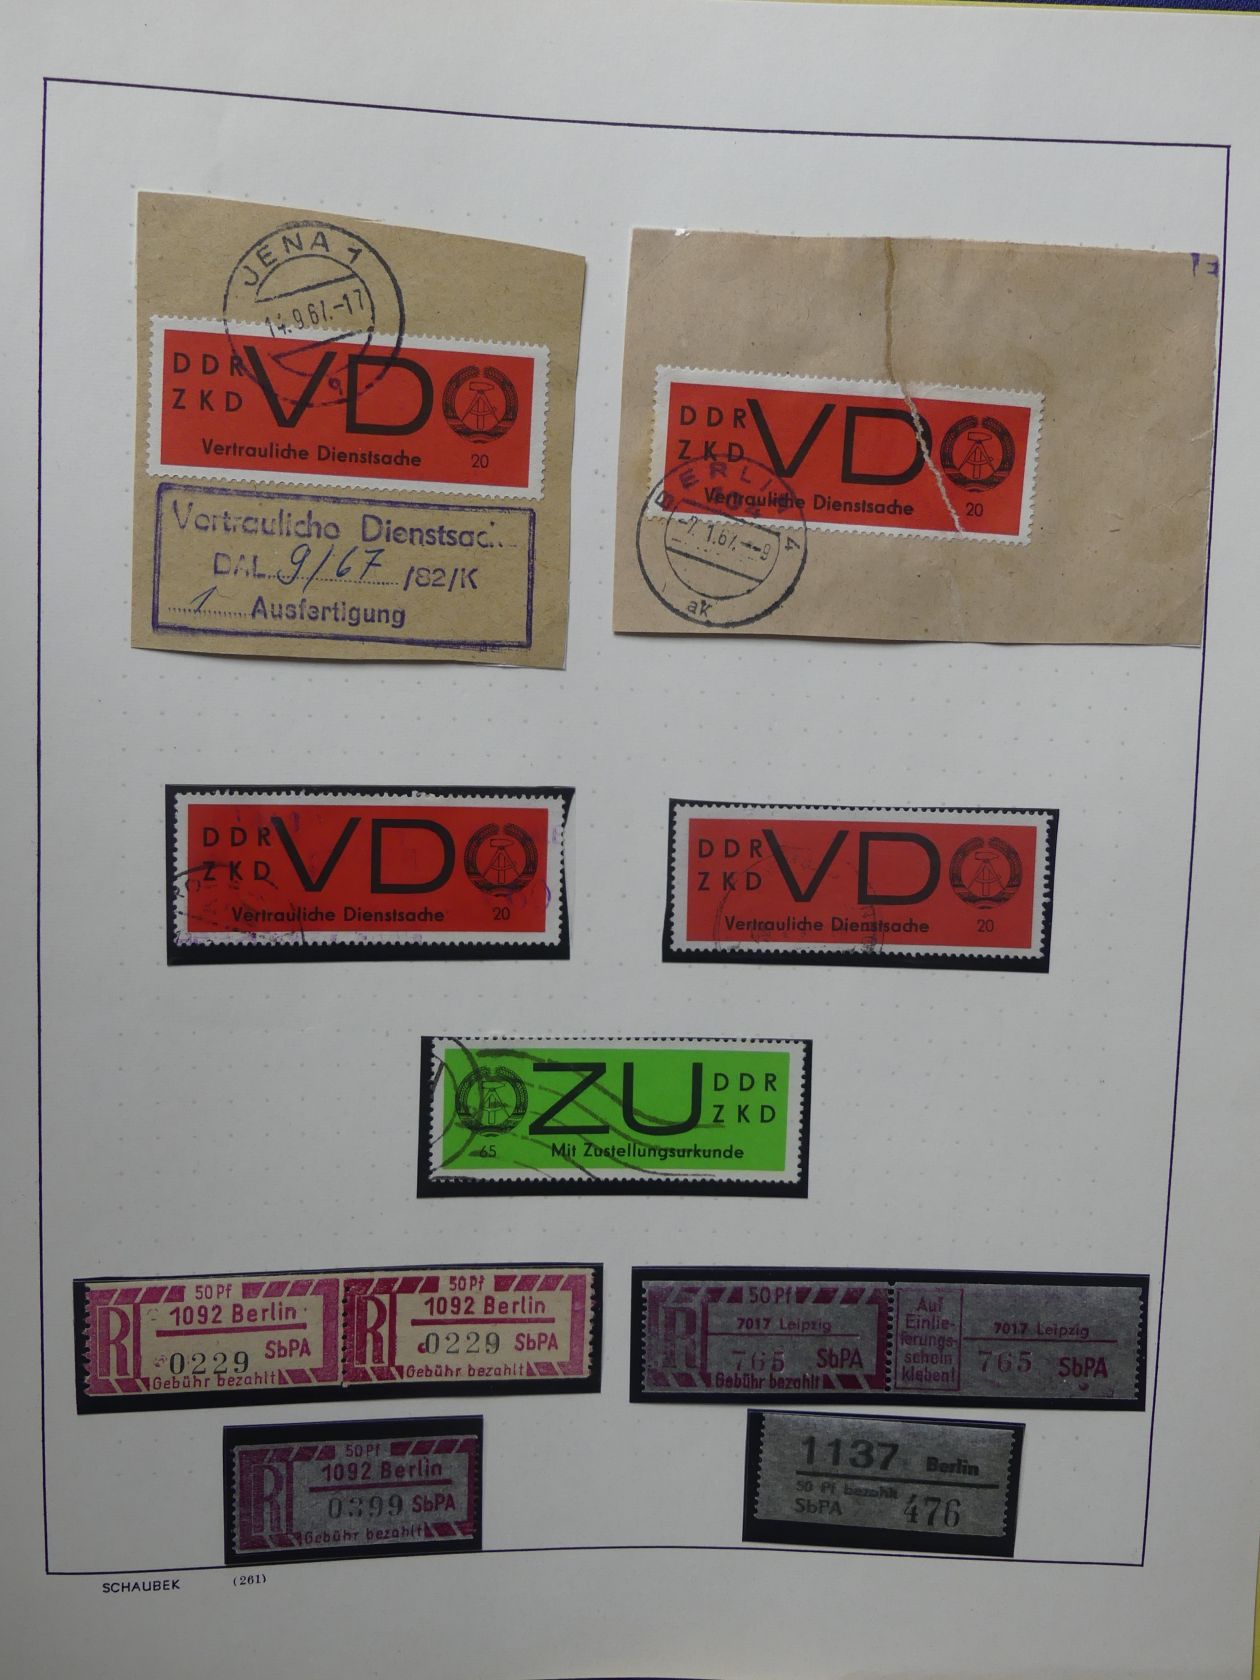 JENA 1
14.9.67.-17
DDR VD
ZKD
Vertrauliche Dienstsache 20
Vertrauliche Dienstsac
DAL 9/67 /82/K
1 Ausfertigung
DDR VD
ZKD
Vertrauliche Dienstsache 20
BERLIN 4
-7.1.67.--9
ak
DDR VD
ZKD
Vertrauliche Dienstsache 20
DDR VD
ZKD
Vertrauliche Dienstsache 20
ZU DDR
ZKD
65 Mit Zustellungsurkunde
50 Pf
R 1092 Berlin
0229 SbPA
Gebühr bezahlt
50 Pf
R 1092 Berlin
0229 SbPA
Gebühr bezahlt
50 Pf
R 7017 Leipzig
765 SbPA
Gebühr bezahlt
Auf
Einlie-
ferungs-
schein
kleben!
7017 Leipzig
765 SbPA
50 Pf
R 1092 Berlin
0399 SbPA
Gebühr bezahlt
1137 Berlin
50 Pf bezahlt
SbPA 476
SCHAUBEK (261)